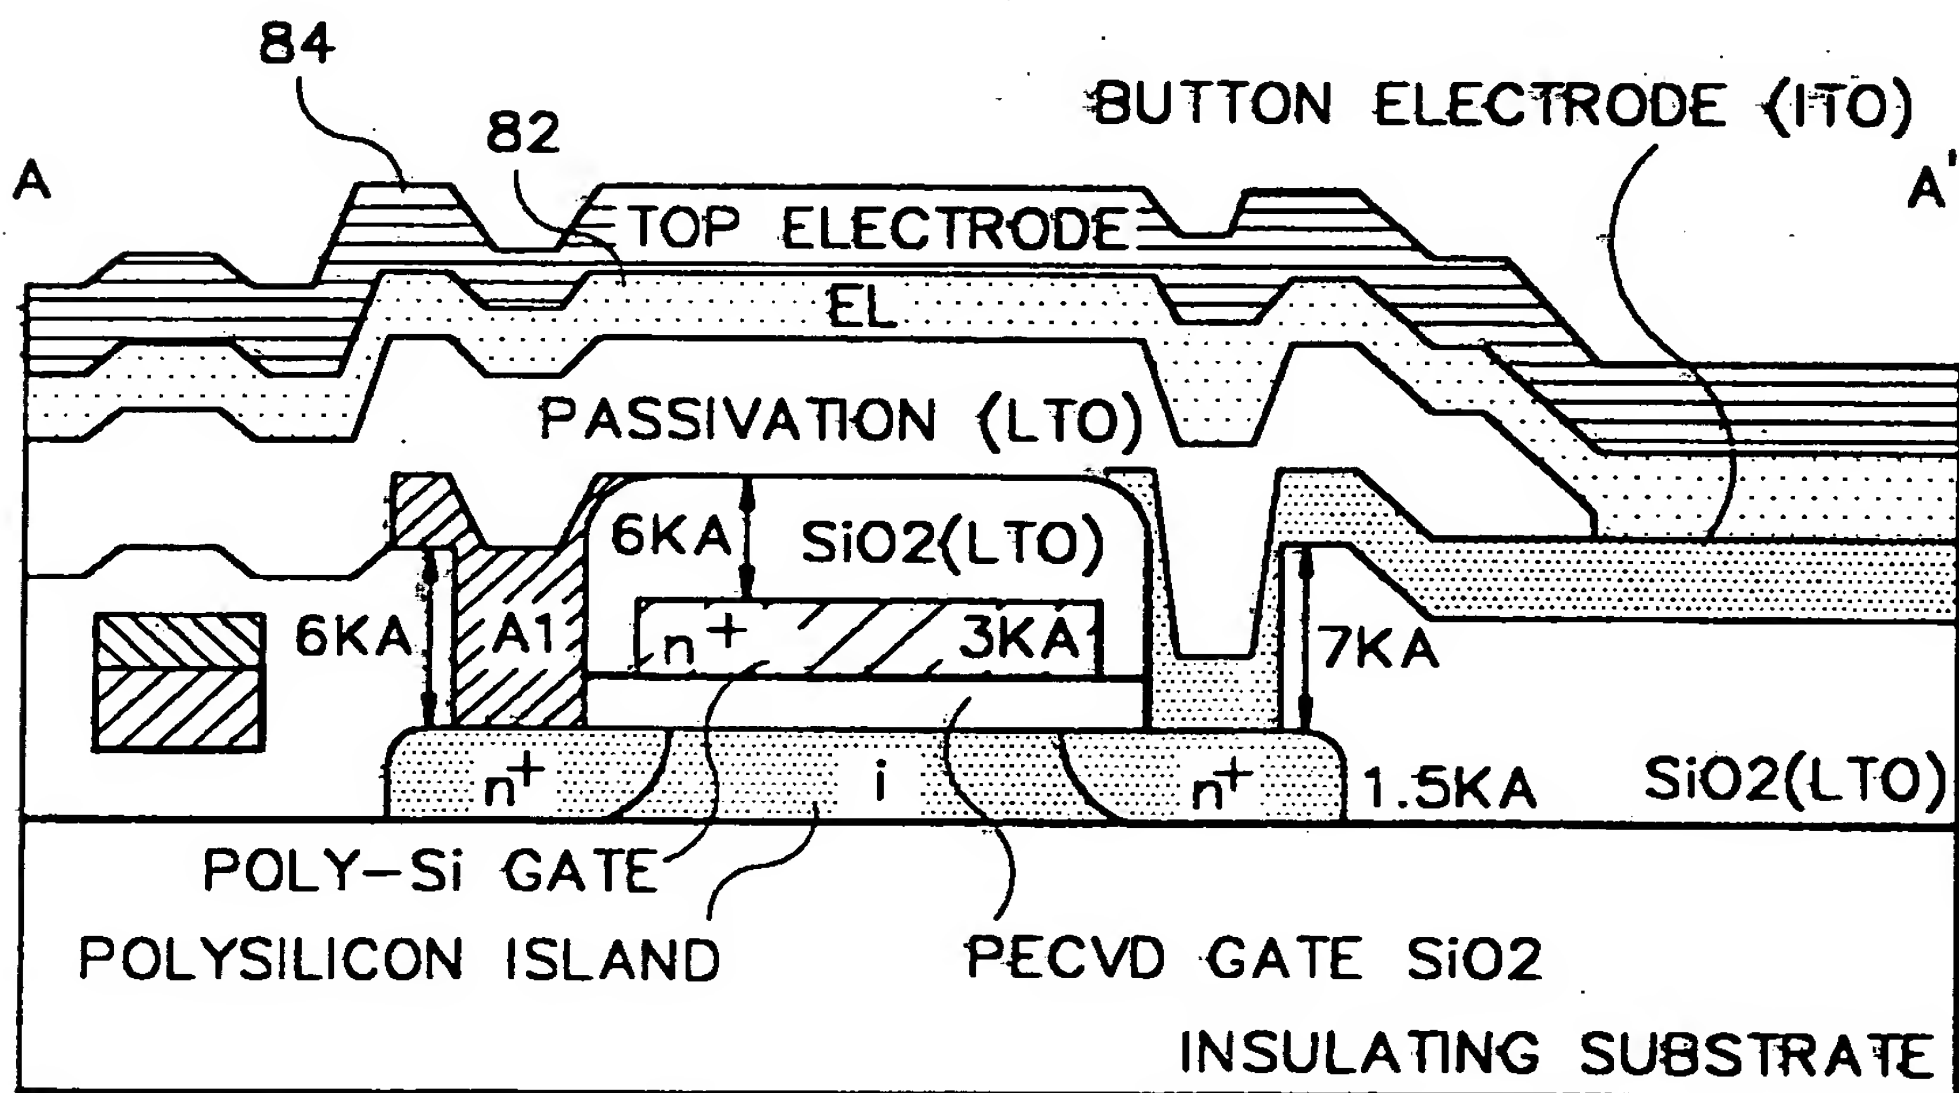 84
BUTTON ELECTRODE (ITO)
82
A
A'
TOP ELECTRODE
EL
PASSIVATION (LTO)
6KA
SiO2(LTO)
6KA
A1
n+
3KA
7KA
n+
i
n+
1.5KA
SiO2(LTO)
POLY-Si GATE
POLYSILICON ISLAND
PECVD GATE SiO2
INSULATING SUBSTRATE